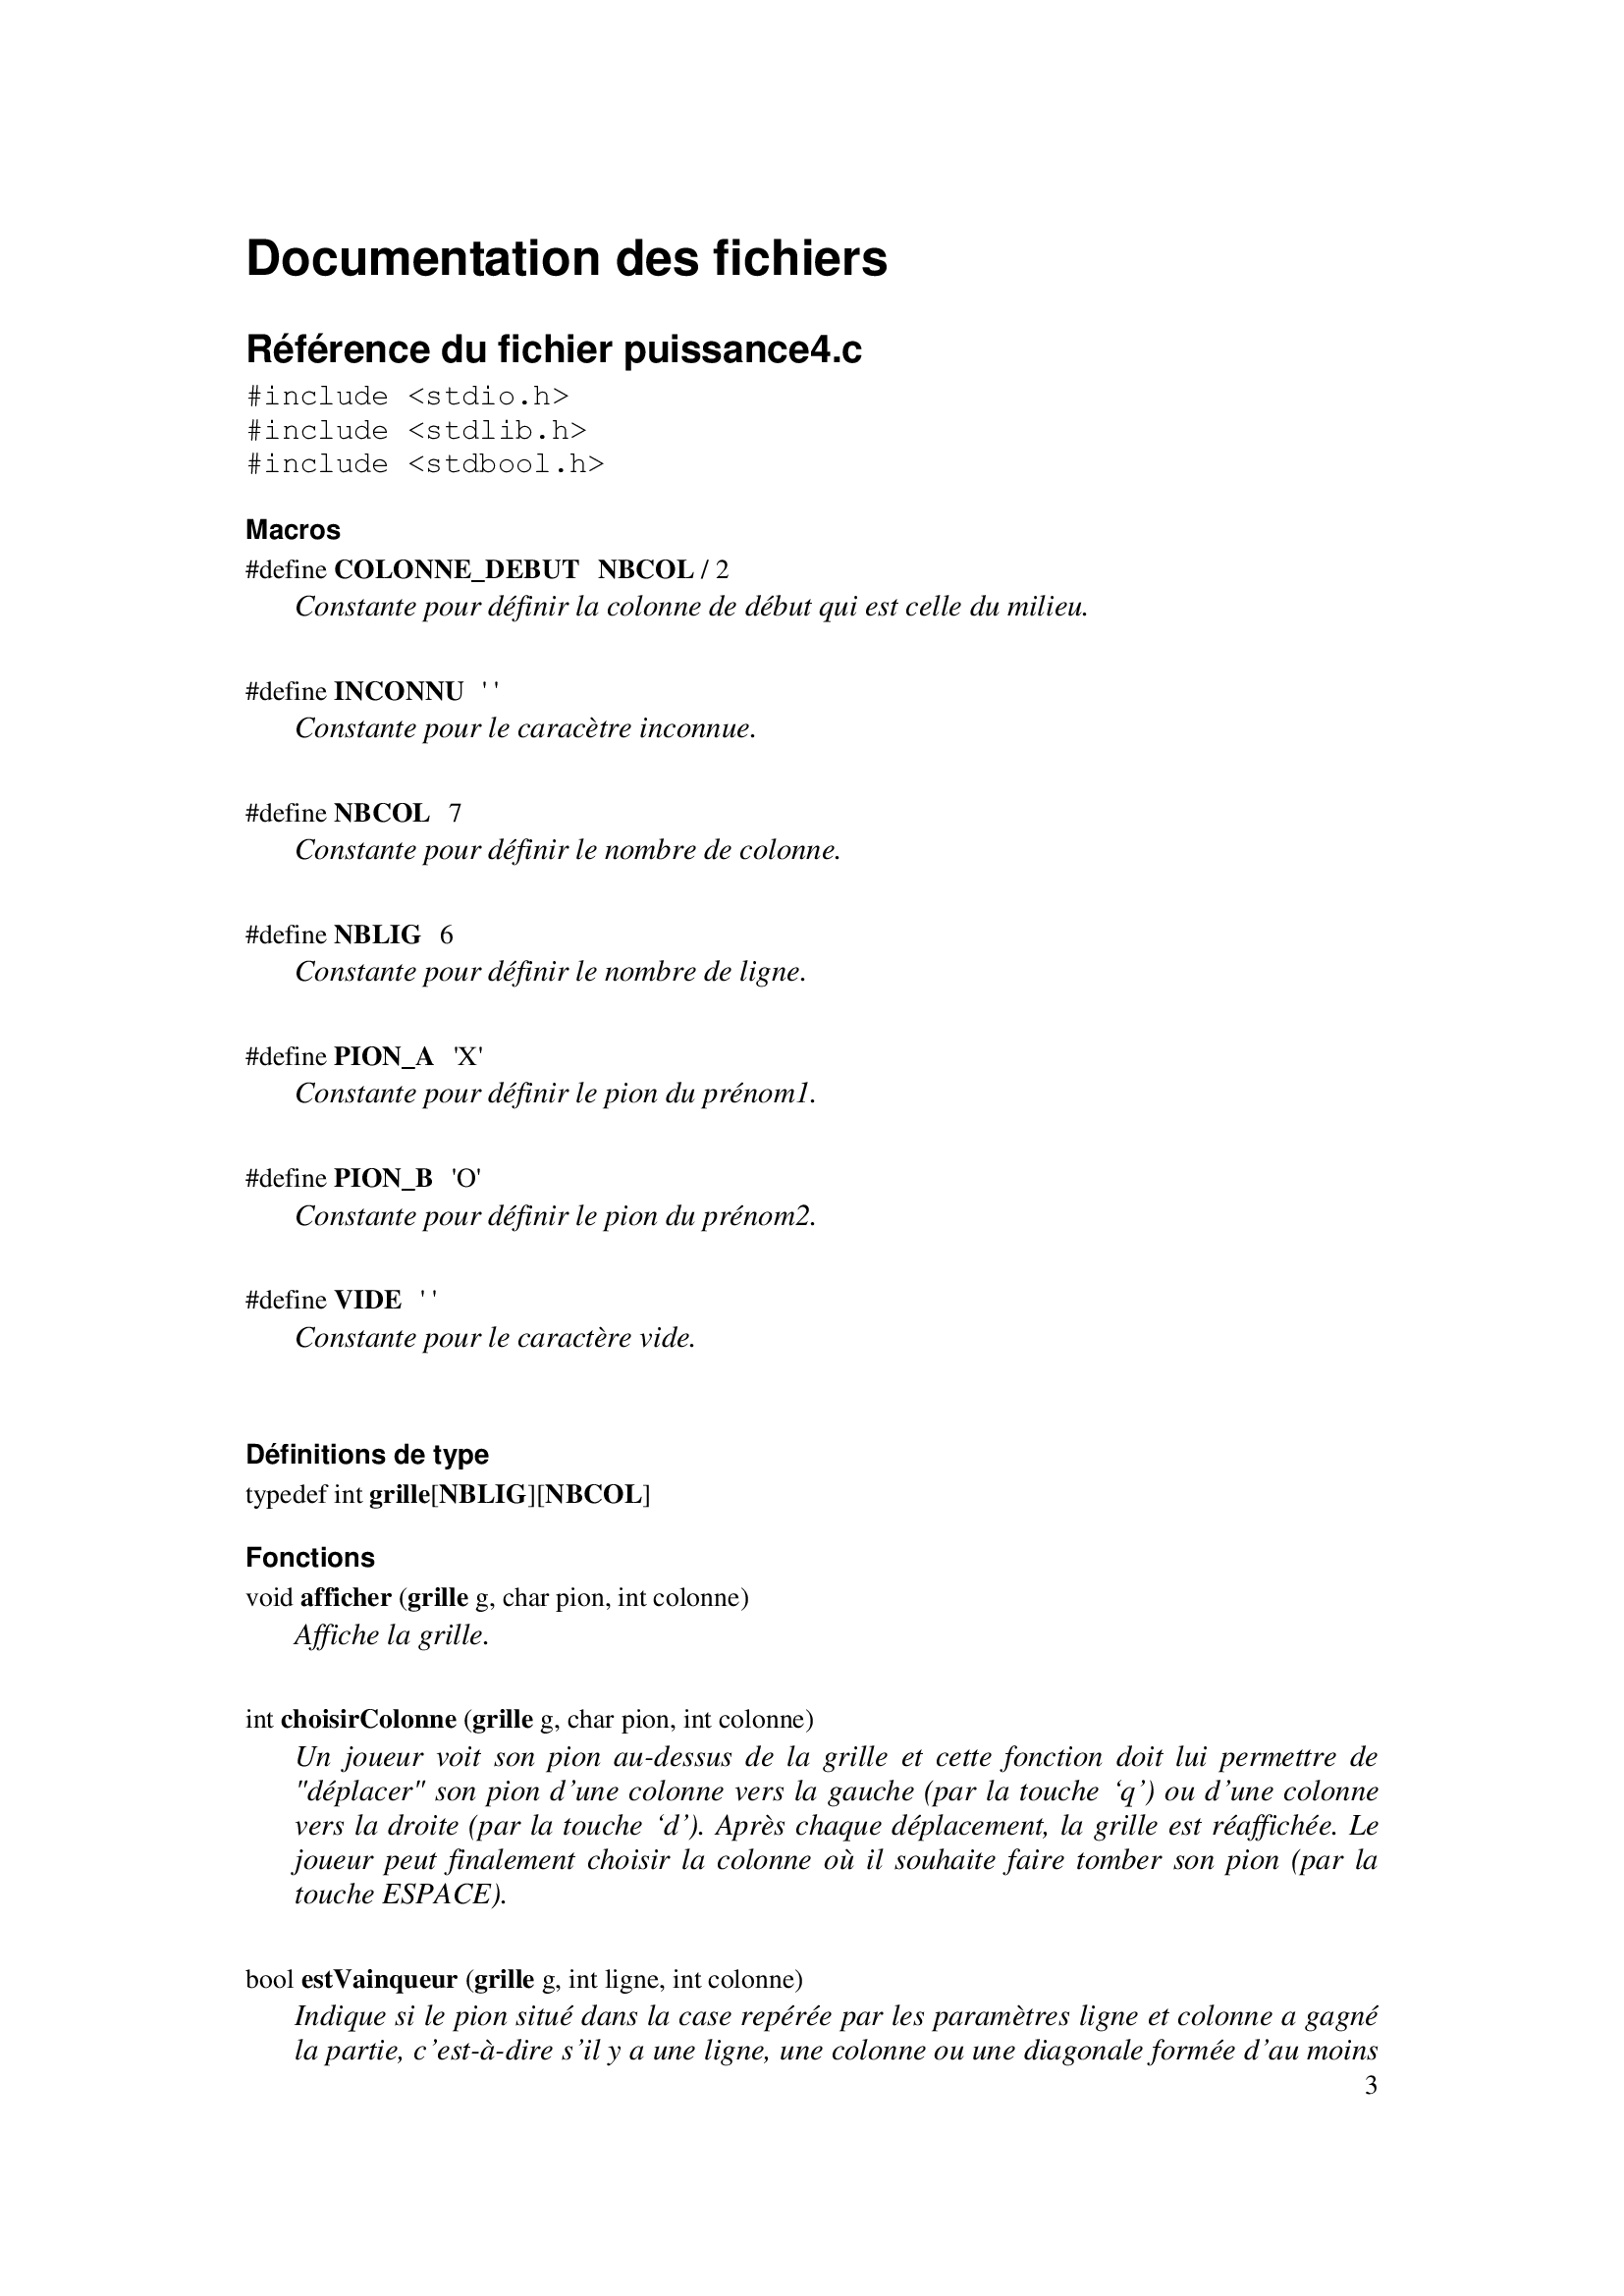 Documentation des fichiers
Référence du fichier puissance4.c
#include <stdio.h>
#include <stdlib.h>
#include <stdbool.h>
Macros
#define COLONNE_DEBUT NBCOL / 2
Constante pour définir la colonne de début qui est celle du milieu.
#define INCONNU ' '
Constante pour le caracètre inconnue.
#define NBCOL 7
Constante pour définir le nombre de colonne.
#define NBLIG 6
Constante pour définir le nombre de ligne.
#define PION_A 'X'
Constante pour définir le pion du prénom1.
#define PION_B 'O'
Constante pour définir le pion du prénom2.
#define VIDE ' '
Constante pour le caractère vide.
Définitions de type
typedef int grille[NBLIG][NBCOL]
Fonctions
void afficher (grille g, char pion, int colonne)
Affiche la grille.
int choisirColonne (grille g, char pion, int colonne)
Un joueur voit son pion au-dessus de la grille et cette fonction doit lui permettre de
"déplacer" son pion d’une colonne vers la gauche (par la touche ‘q’) ou d’une colonne
vers la droite (par la touche ‘d’). Après chaque déplacement, la grille est réaffichée. Le
joueur peut finalement choisir la colonne où il souhaite faire tomber son pion (par la
touche ESPACE).
bool estVainqueur (grille g, int ligne, int colonne)
Indique si le pion situé dans la case repérée par les paramètres ligne et colonne a gagné
la partie, c’est-à-dire s’il y a une ligne, une colonne ou une diagonale formée d’au moins
3